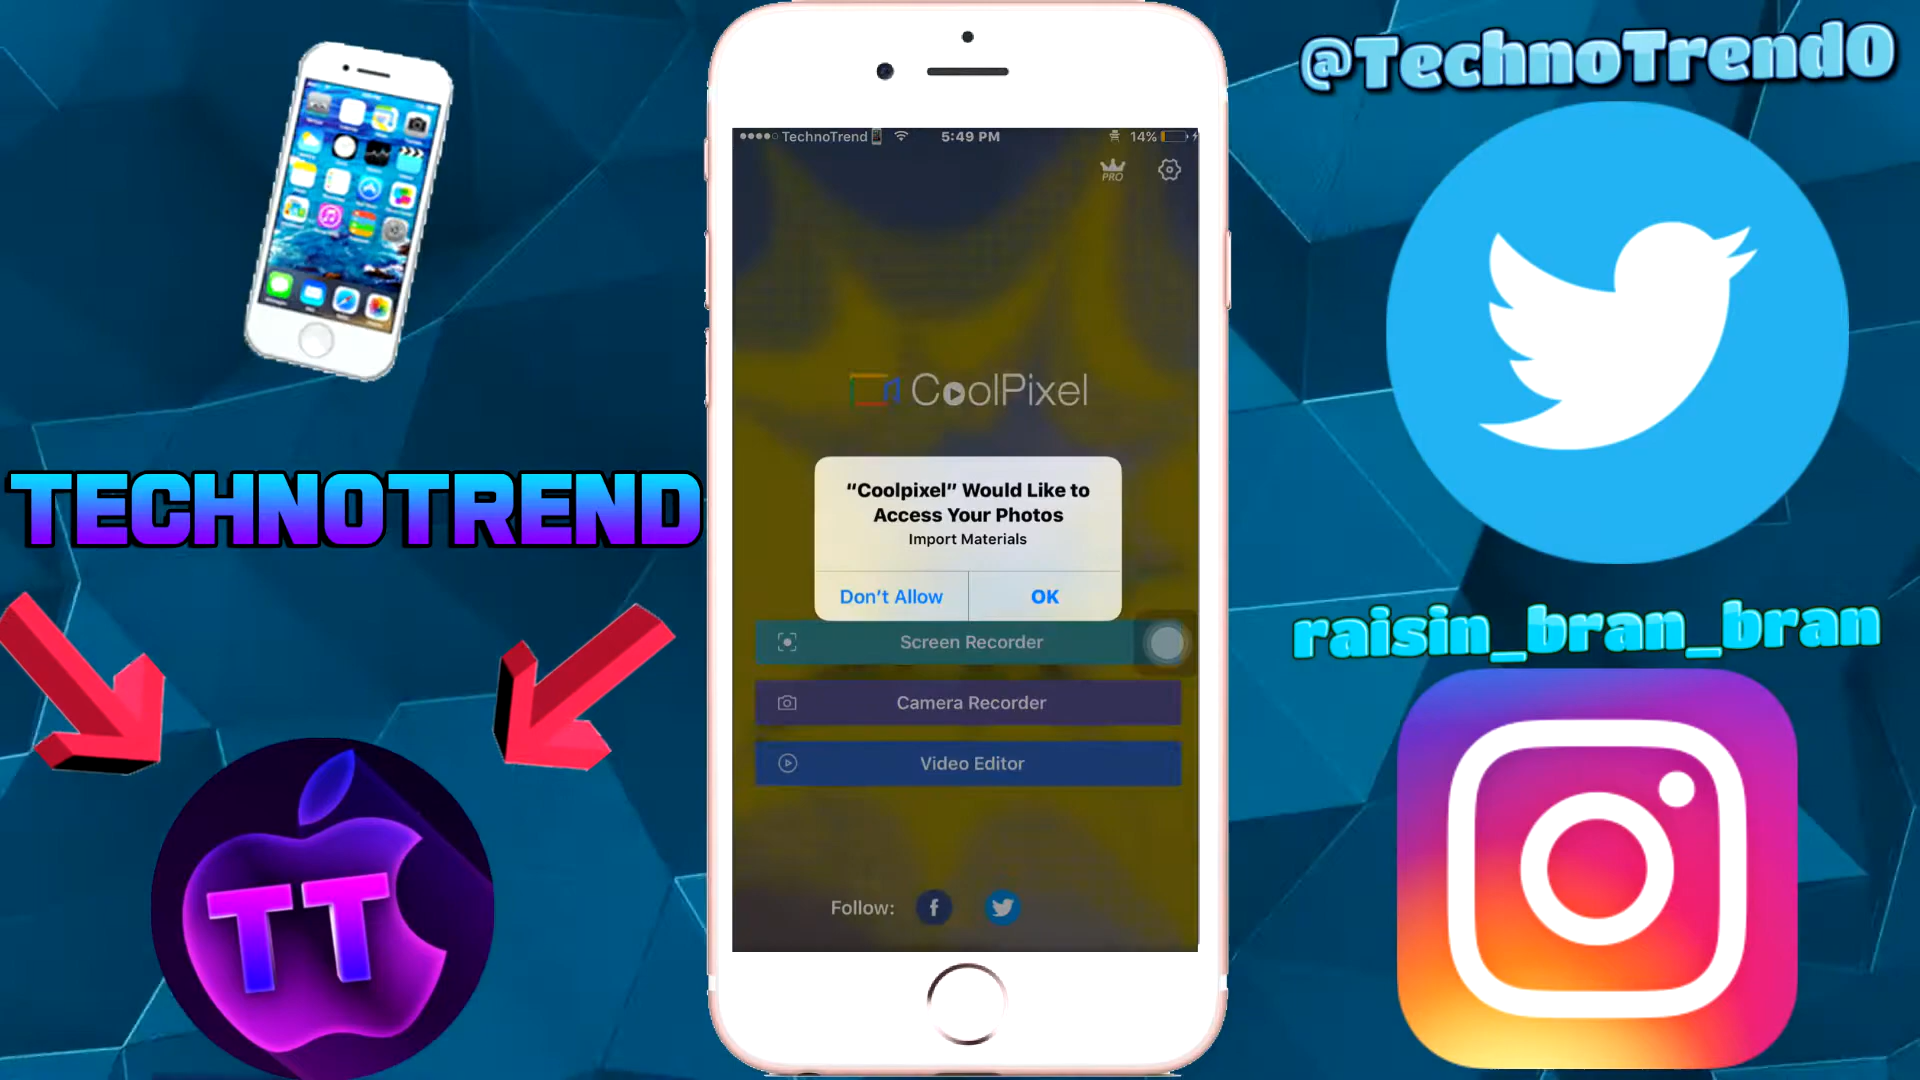 @TechnoTrend0
TechnoTrend
5:49 PM
14%
PRO
CoolPixel
TECHNOTREND
“Coolpixel” Would Like to
Access Your Photos
Import Materials
Don’t Allow
OK
raisin_bran_bran
Screen Recorder
Camera Recorder
Video Editor
TT
Follow: